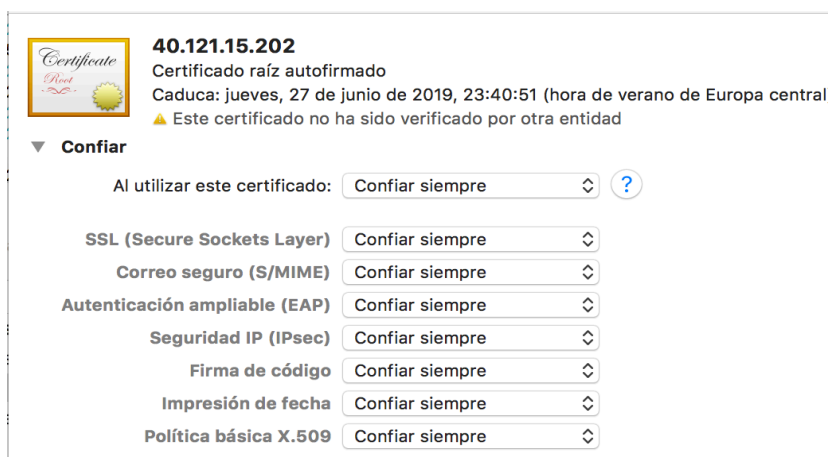 Certificate
Root
40.121.15.202
Certificado raíz autofirmado
Caduca: jueves, 27 de junio de 2019, 23:40:51 (hora de verano de Europa central
Este certificado no ha sido verificado por otra entidad
Confiar
Al utilizar este certificado: Confiar siempre ?
SSL (Secure Sockets Layer) Confiar siempre
Correo seguro (S/MIME) Confiar siempre
Autenticación ampliable (EAP) Confiar siempre
Seguridad IP (IPsec) Confiar siempre
Firma de código Confiar siempre
Impresión de fecha Confiar siempre
Política básica X.509 Confiar siempre